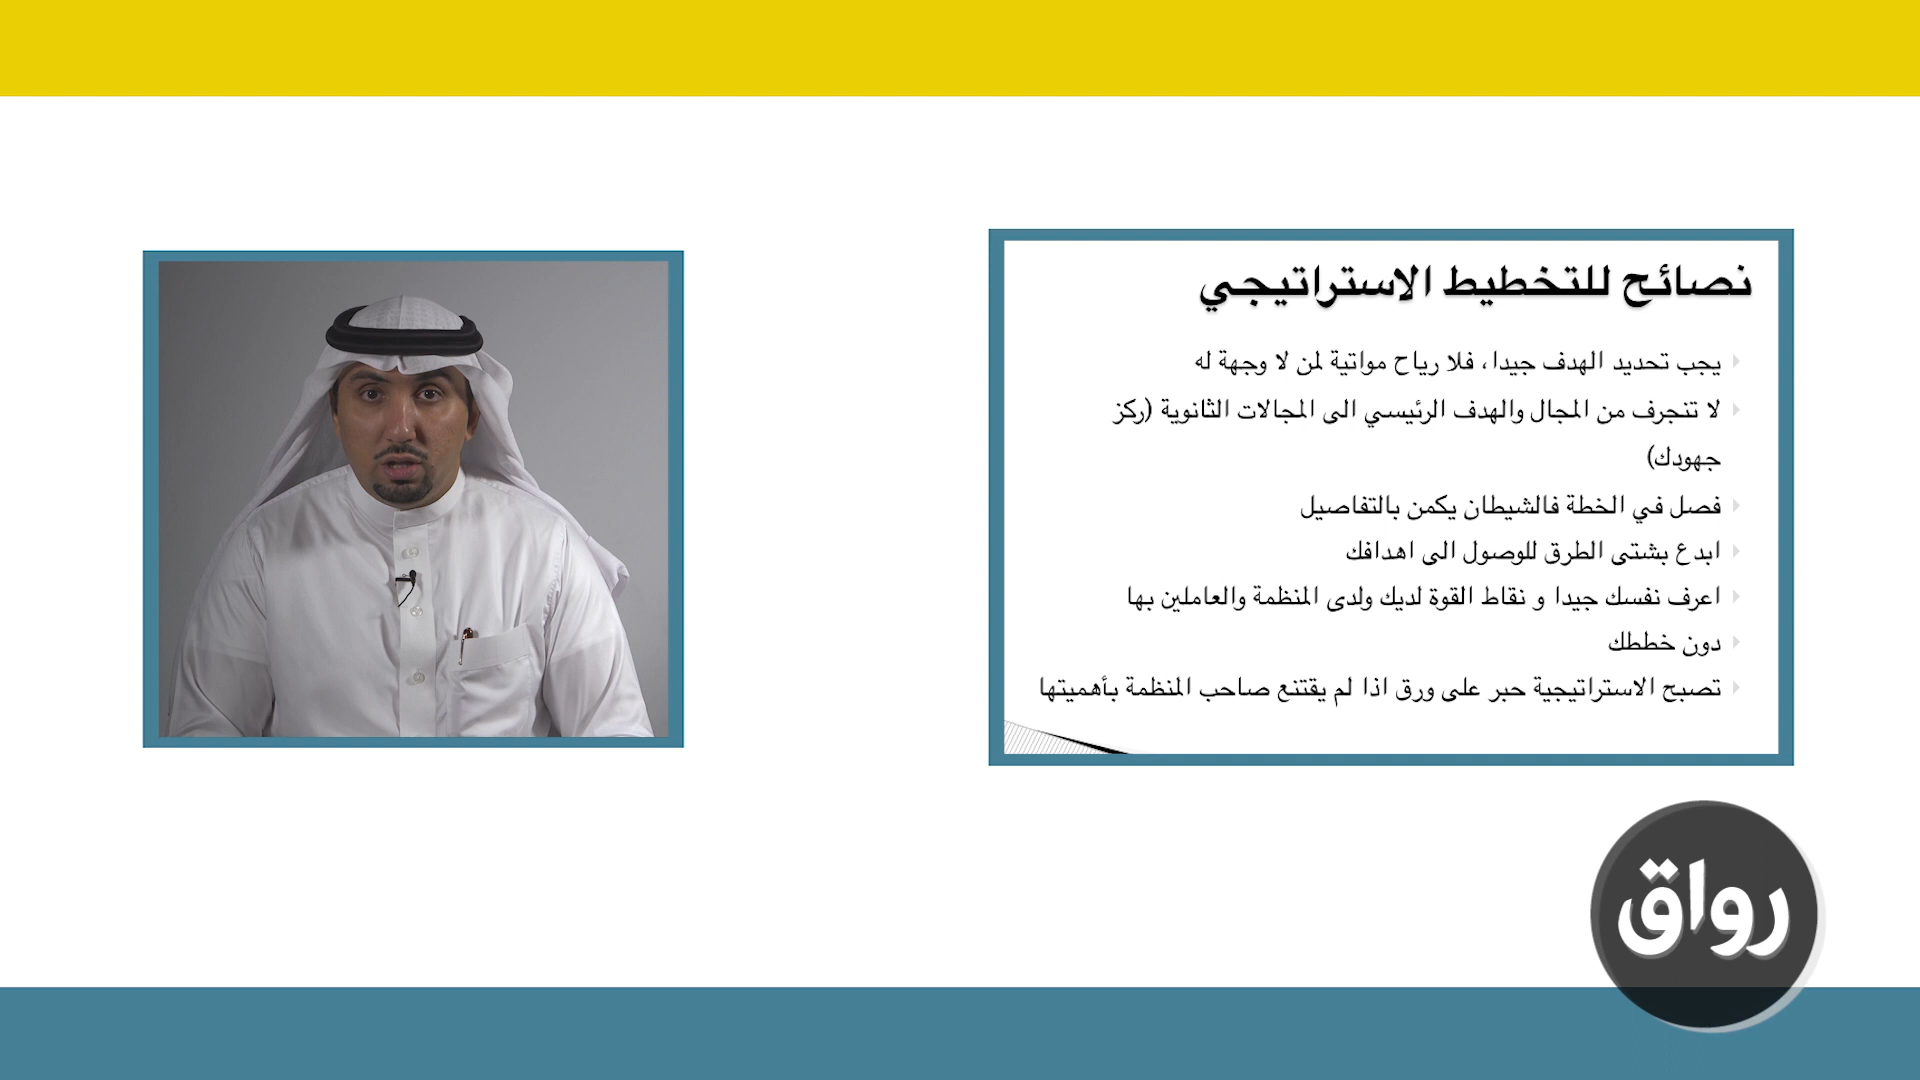 نصائح للتخطيط الاستراتيجي
يجب تحديد الهدف جيدا، فلا رياح مواتية لمن لا وجهة له
لا تنجرف من المجال والهدف الرئيسي الى المجالات الثانوية (ركز
جهودك)
فصل في الخطة فالشيطان يكمن بالتفاصيل
ابدع بشتى الطرق للوصول الى اهدافك
اعرف نفسك جيدا و نقاط القوة لديك ولدى المنظمة والعاملين بها
دون خططك
تصبح الاستراتيجية حبر على ورق اذا لم يقتنع صاحب المنظمة بأهميتها
رواق